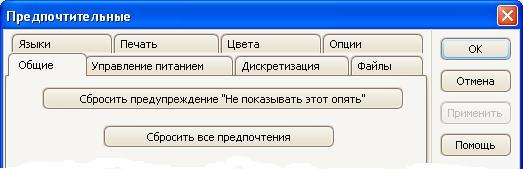 Предпочтительные
Языки Печать Цвета Опции
Общие Управление питанием Дискретизация Файлы
Сбросить предупреждение "Не показывать этот опять"
Сбросить все предпочтения
OK
Отмена
Применить
Помощь